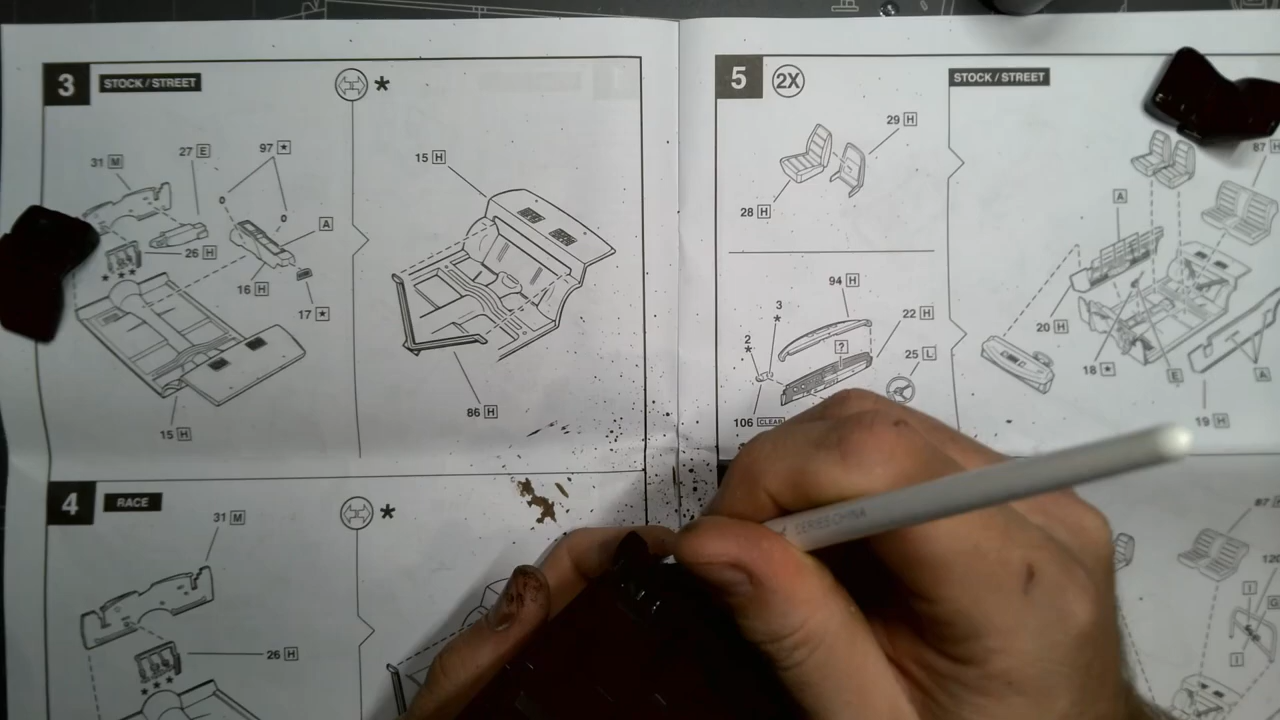 3 STOCK / STREET *
31 M
27 E
97 ★
A
26 H
16 H
17 ★
15 H
15 H
86 H
4 RACE *
31 M
26 H
5 2X
29 H
28 H
94 H
3
*
22 H
?
2
*
25 L
106 CLEAR
STOCK / STREET
87 H
A
20 H
18 ★
E
A
19 H
87
120
I
G
I
SERIES CHINA